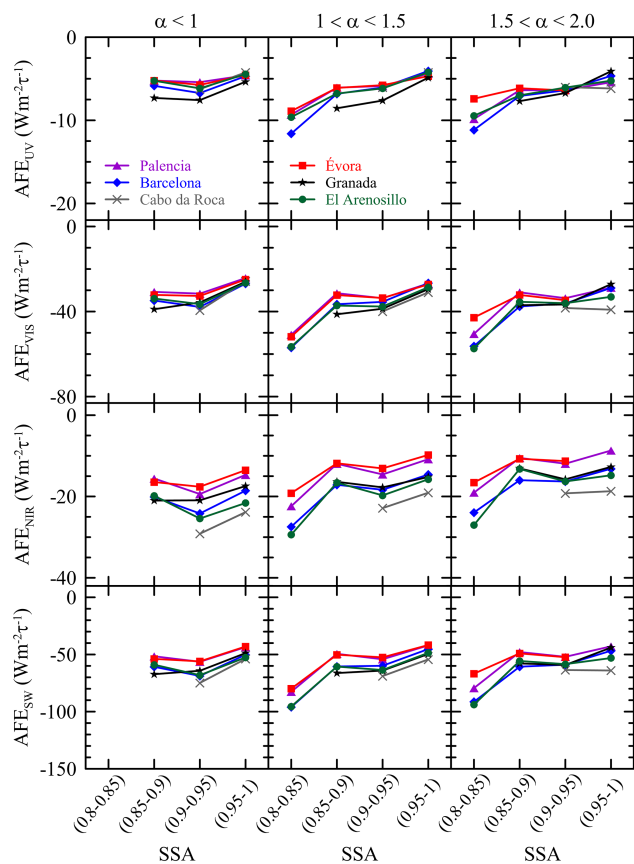 α < 1
1 < α < 1.5
1.5 < α < 2.0
AFE_UV (Wm⁻²τ⁻¹)
0
-10
-20
Palencia
Barcelona
Cabo da Roca
Évora
Granada
El Arenosillo
AFE_VIS (Wm⁻²τ⁻¹)
0
-40
-80
AFE_NIR (Wm⁻²τ⁻¹)
0
-20
-40
AFE_SW (Wm⁻²τ⁻¹)
0
-50
-100
-150
(0.8-0.85)
(0.85-0.9)
(0.9-0.95)
(0.95-1)
(0.8-0.85)
(0.85-0.9)
(0.9-0.95)
(0.95-1)
(0.8-0.85)
(0.85-0.9)
(0.9-0.95)
(0.95-1)
SSA
SSA
SSA